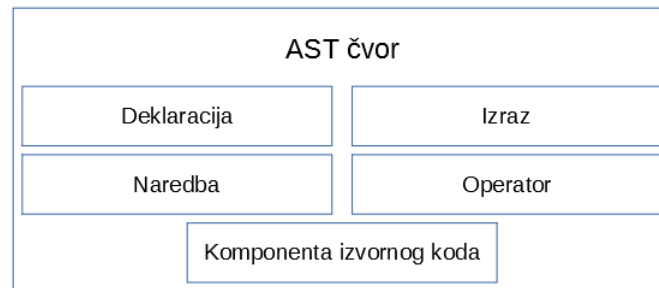 AST čvor
Deklaracija
Izraz
Naredba
Operator
Komponenta izvornog koda